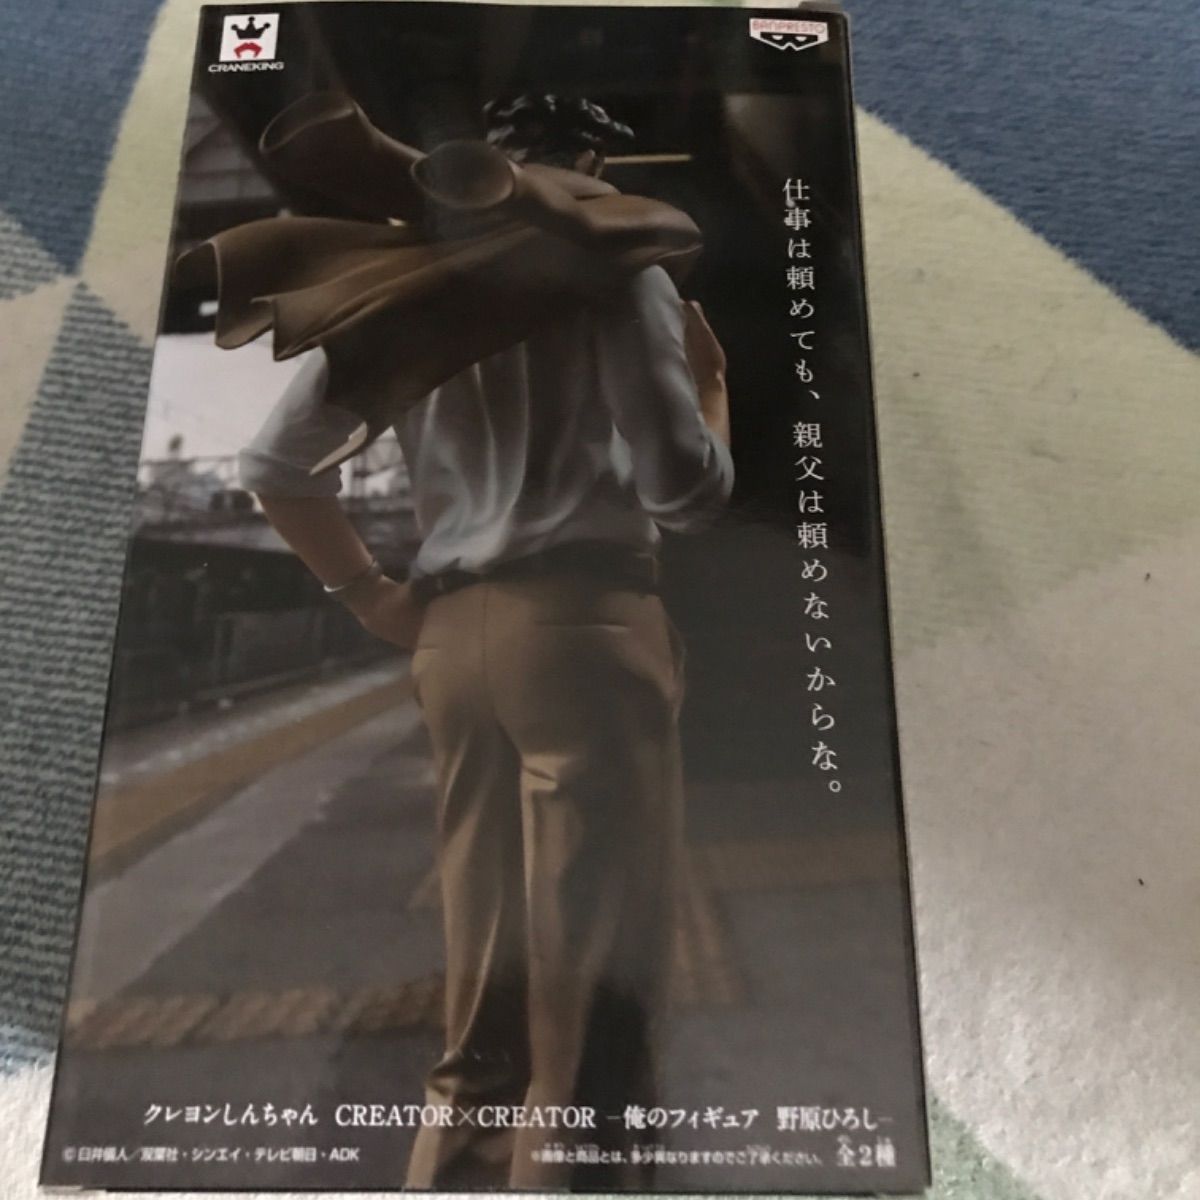 CRANEKING
BANPRESTO
仕事は頼めても、親父は頼めないからな。
クレヨンしんちゃん CREATOR×CREATOR －俺のフィギュア 野原ひろし－
©臼井儀人／双葉社・シンエイ・テレビ朝日・ADK
※画像と商品とは、多少異なりますのでご了承ください。
全2種